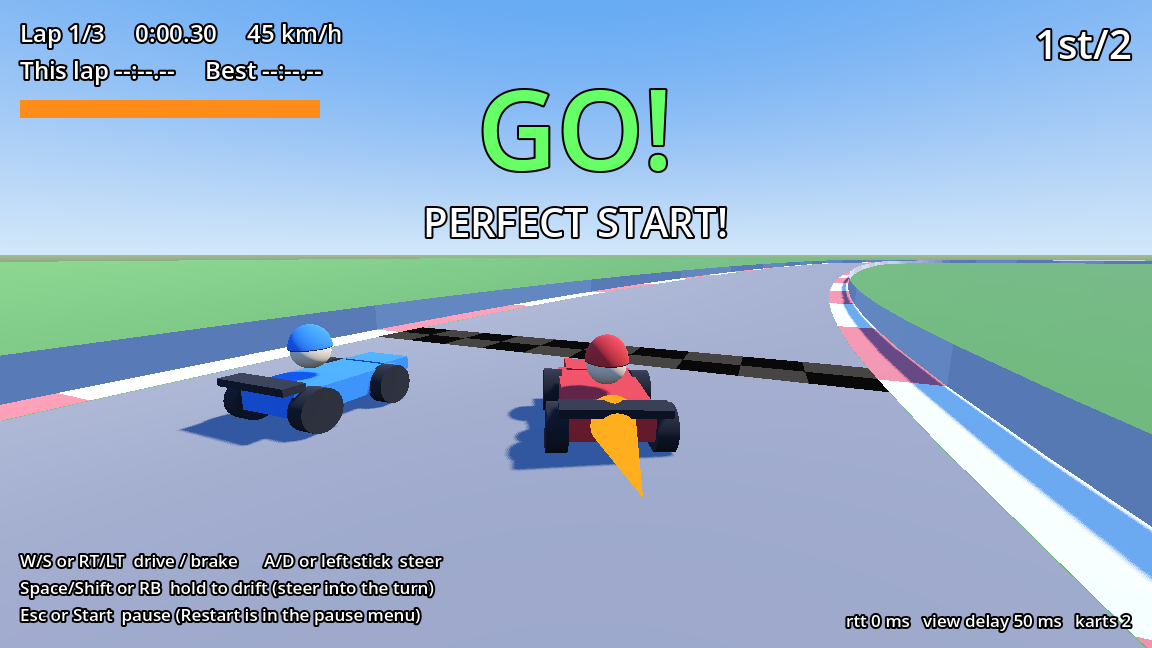 Lap 1/3 0:00.30 45 km/h
1st/2
This lap --:--.-- Best --:--.--
GO!
PERFECT START!
W/S or RT/LT drive / brake A/D or left stick steer
Space/Shift or RB hold to drift (steer into the turn)
Esc or Start pause (Restart is in the pause menu)
rtt 0 ms view delay 50 ms karts 2